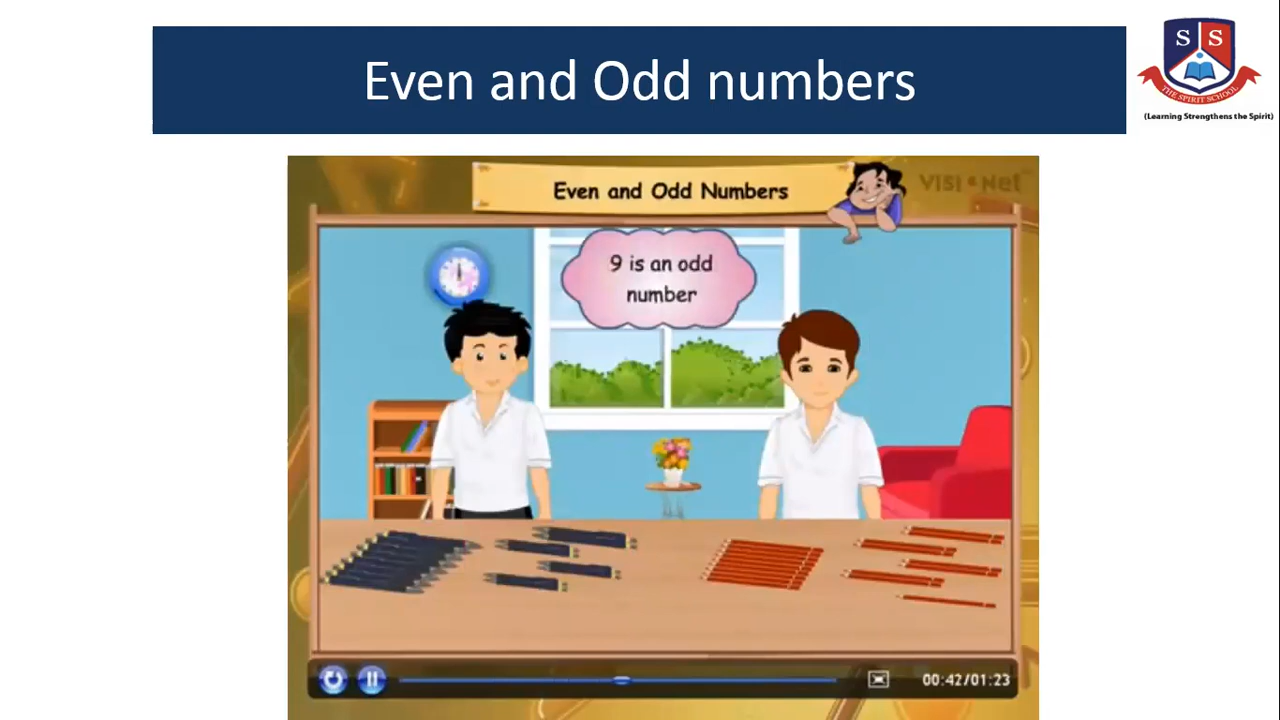 Even and Odd numbers
S S
THE SPIRIT SCHOOL
(Learning Strengthens the Spirit)
Even and Odd Numbers
VISI NET
9 is an odd
number
00:42/01:23